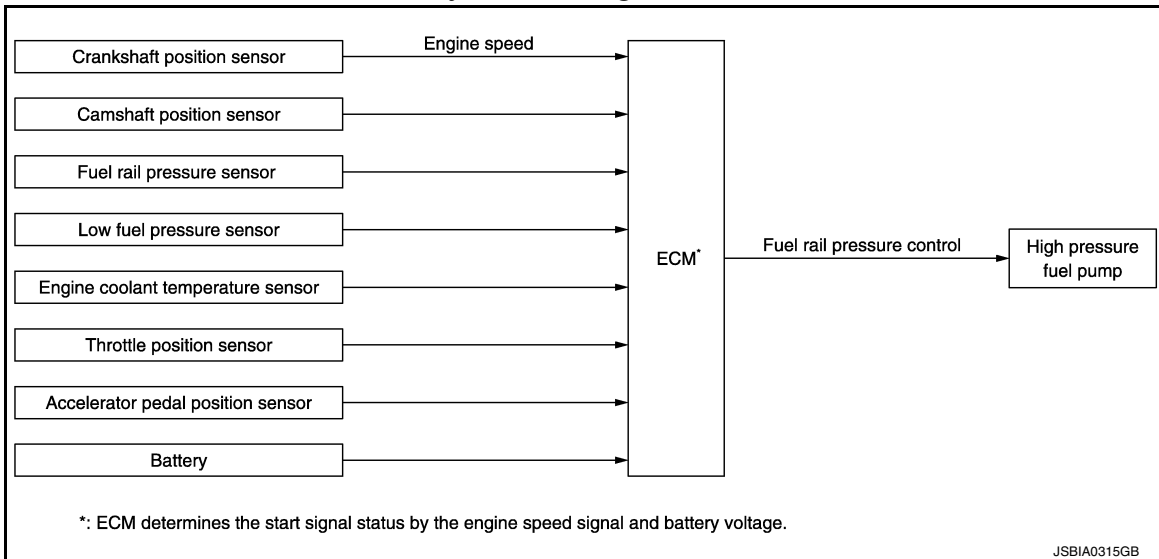 Crankshaft position sensor
Engine speed
Camshaft position sensor
Fuel rail pressure sensor
Low fuel pressure sensor
Engine coolant temperature sensor
Throttle position sensor
Accelerator pedal position sensor
Battery
ECM*
Fuel rail pressure control
High pressure
fuel pump
*: ECM determines the start signal status by the engine speed signal and battery voltage.
JSBIA0315GB